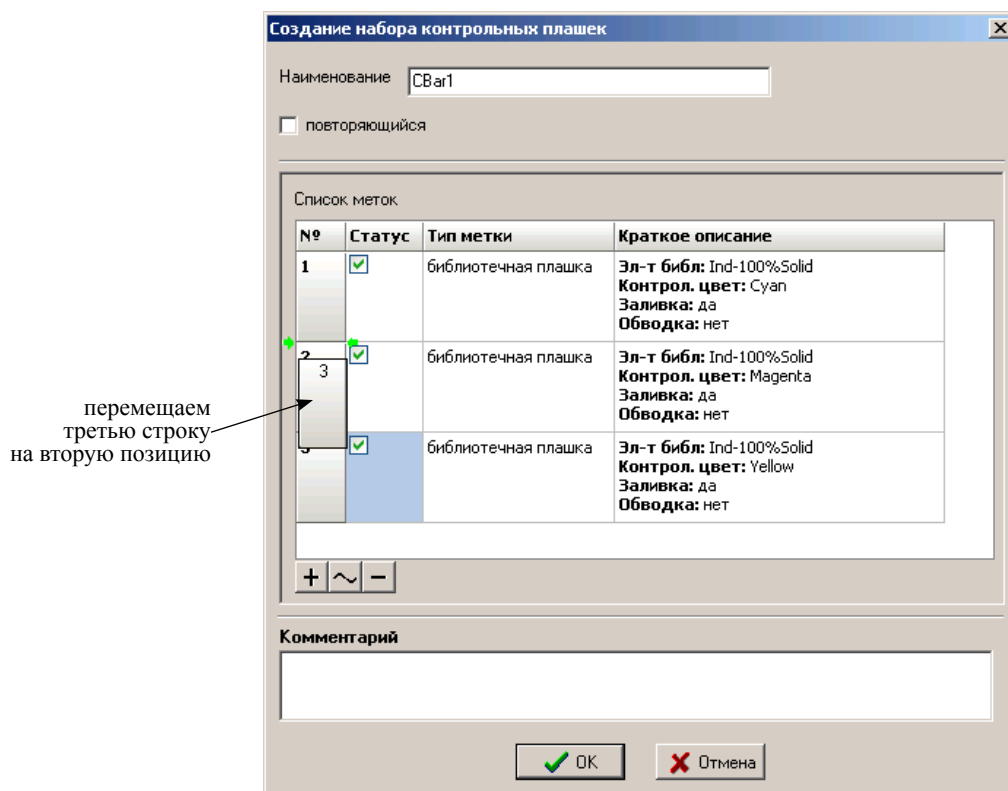 Создание набора контрольных плашек
Наименование CBar1
повторяющийся
Список меток
№ Статус Тип метки Краткое описание
1 библиотечная плашка Эл-т библ: Ind-100%Solid
Контрол. цвет: Cyan
Заливка: да
Обводка: нет
2 библиотечная плашка Эл-т библ: Ind-100%Solid
3 Контрол. цвет: Magenta
Заливка: да
Обводка: нет
перемещаем
третью строку
на вторую позицию
3 библиотечная плашка Эл-т библ: Ind-100%Solid
Контрол. цвет: Yellow
Заливка: да
Обводка: нет
Комментарий
OK Отмена